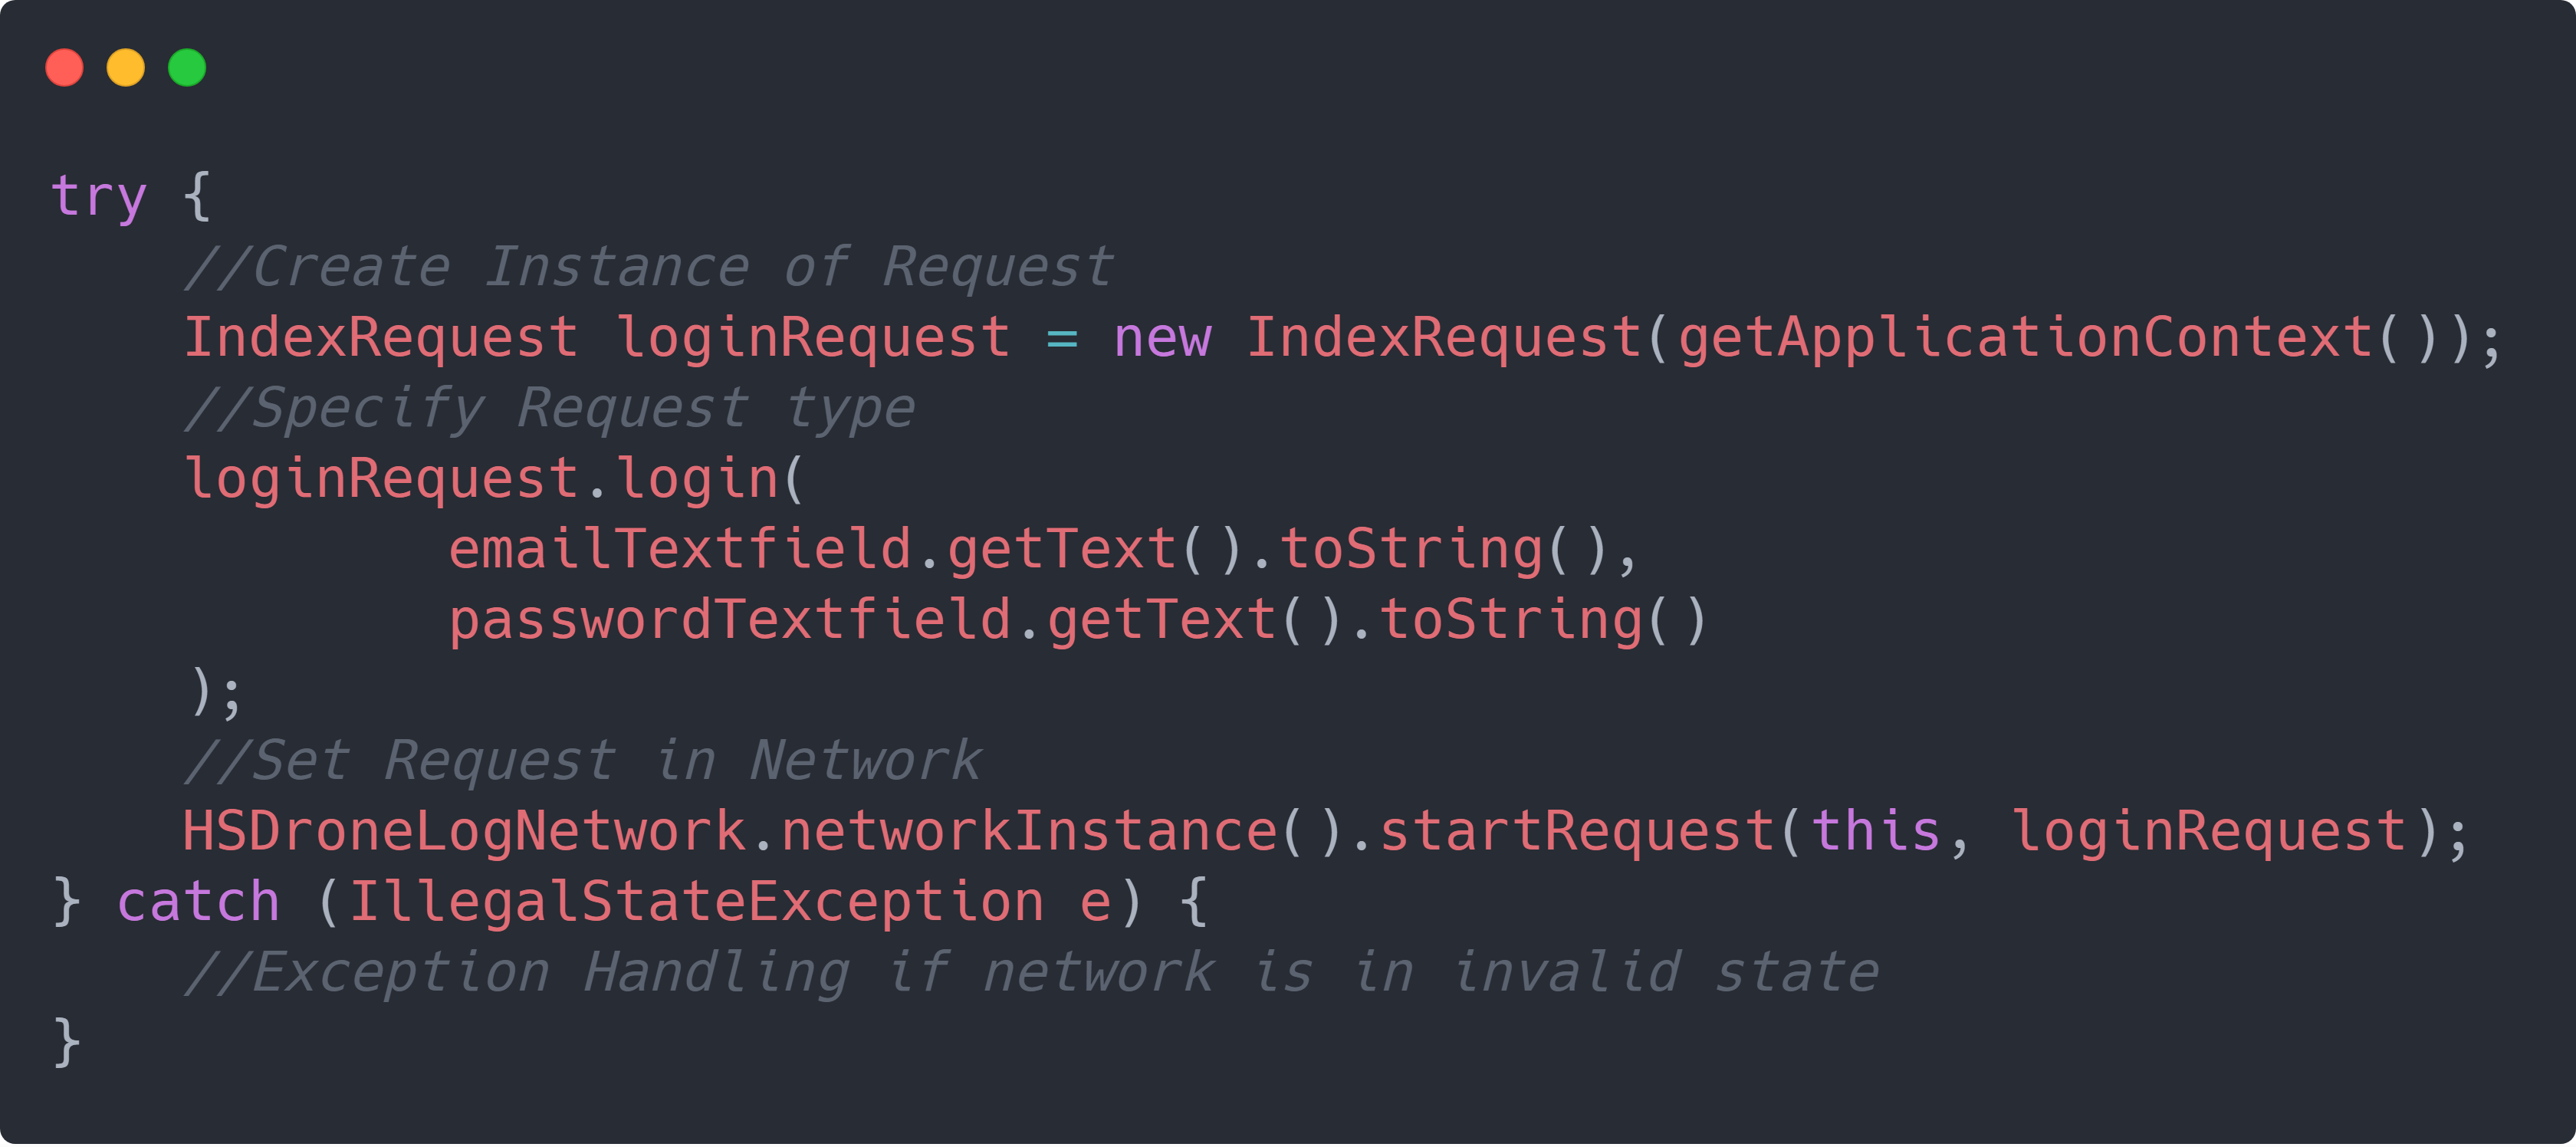 try {
    //Create Instance of Request
    IndexRequest loginRequest = new IndexRequest(getApplicationContext());
    //Specify Request type
    loginRequest.login(
            emailTextfield.getText().toString(),
            passwordTextfield.getText().toString()
    );
    //Set Request in Network
    HSDroneLogNetwork.networkInstance().startRequest(this, loginRequest);
} catch (IllegalStateException e) {
    //Exception Handling if network is in invalid state
}